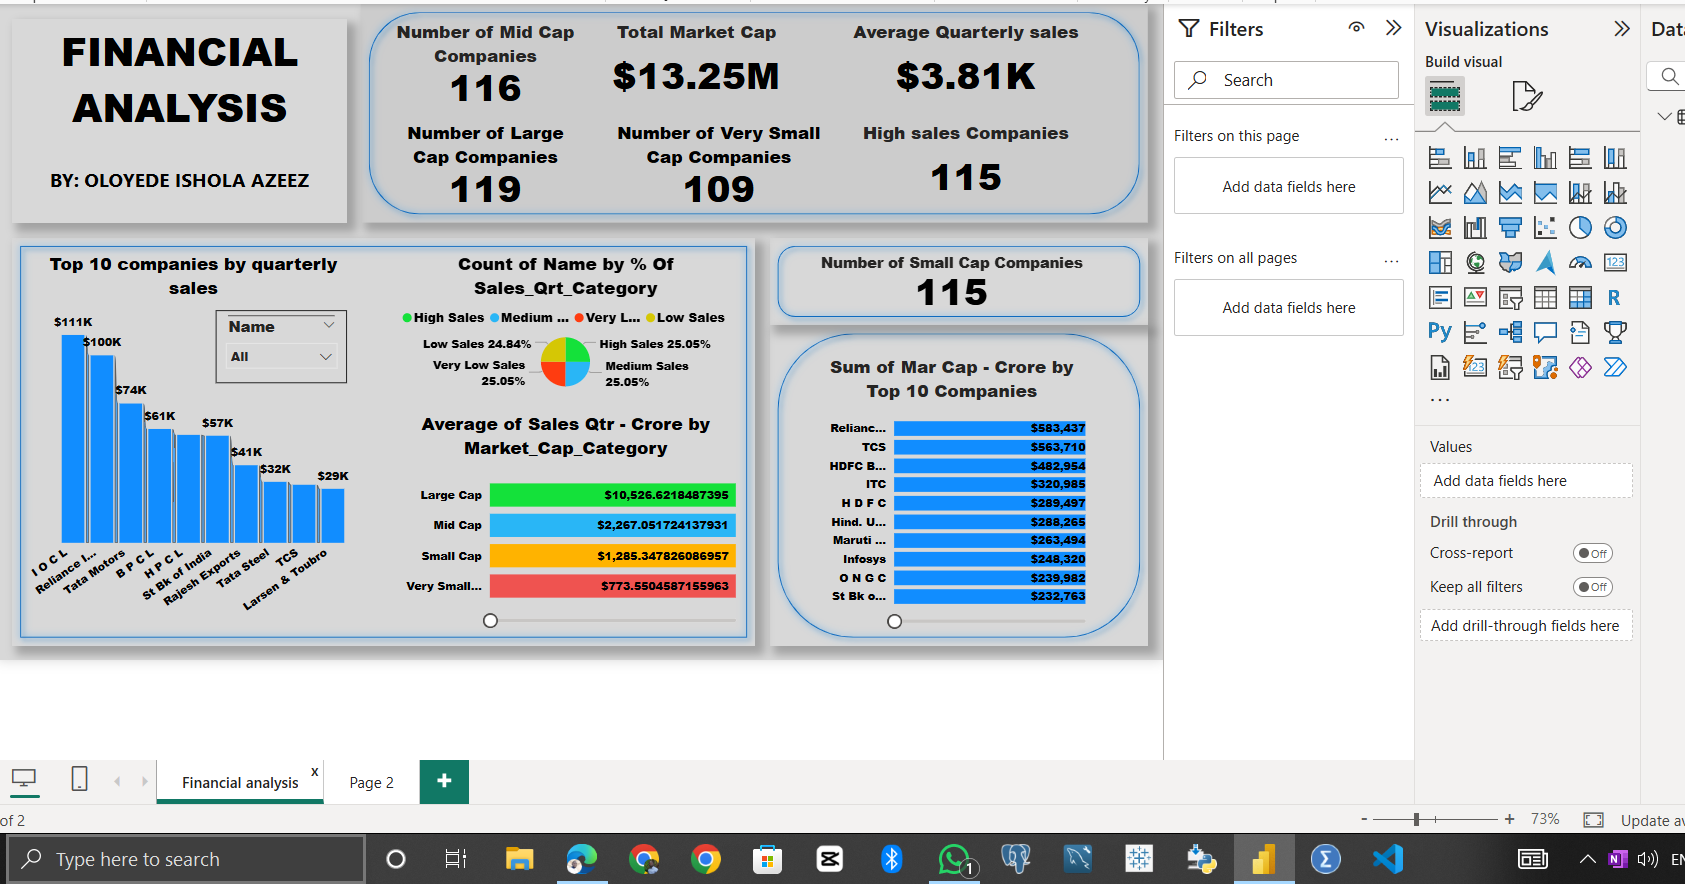 FINANCIAL
ANALYSIS
BY: OLOYEDE ISHOLA AZEEZ
Number of Mid Cap
Companies
116
Total Market Cap
$13.25M
Average Quarterly sales
$3.81K
Number of Large
Cap Companies
119
Number of Very Small
Cap Companies
109
High sales Companies
115
Top 10 companies by quarterly
sales
Name
All
$111K
$100K
$74K
$61K
$57K
$41K
$32K
$29K
I O C L
Reliance I...
Tata Motors
B P C L
H P C L
St Bk of India
Rajesh Exports
Tata Steel
TCS
Larsen & Toubro
Count of Name by % Of
Sales_Qrt_Category
High Sales Medium ... Very L... Low Sales
Low Sales 24.84%
High Sales 25.05%
Very Low Sales
25.05%
Medium Sales
25.05%
Average of Sales Qtr - Crore by
Market_Cap_Category
Large Cap $10,526.6218487395
Mid Cap $2,267.051724137931
Small Cap $1,285.347826086957
Very Small... $773.5504587155963
Number of Small Cap Companies
115
Sum of Mar Cap - Crore by
Top 10 Companies
Relianc... $583,437
TCS $563,710
HDFC B... $482,954
ITC $320,985
H D F C $289,497
Hind. U... $288,265
Maruti ... $263,494
Infosys $248,320
O N G C $239,982
St Bk o... $232,763
Filters
Search
Filters on this page
...
Add data fields here
Filters on all pages
...
Add data fields here
Visualizations
Build visual
123
R
Py
123
...
Values
Add data fields here
Drill through
Cross-report
Off
Keep all filters
Off
Add drill-through fields here
Dat
Financial analysis
x
Page 2
+
of 2
- + 73%
Update av
Type here to search
1
N
EN